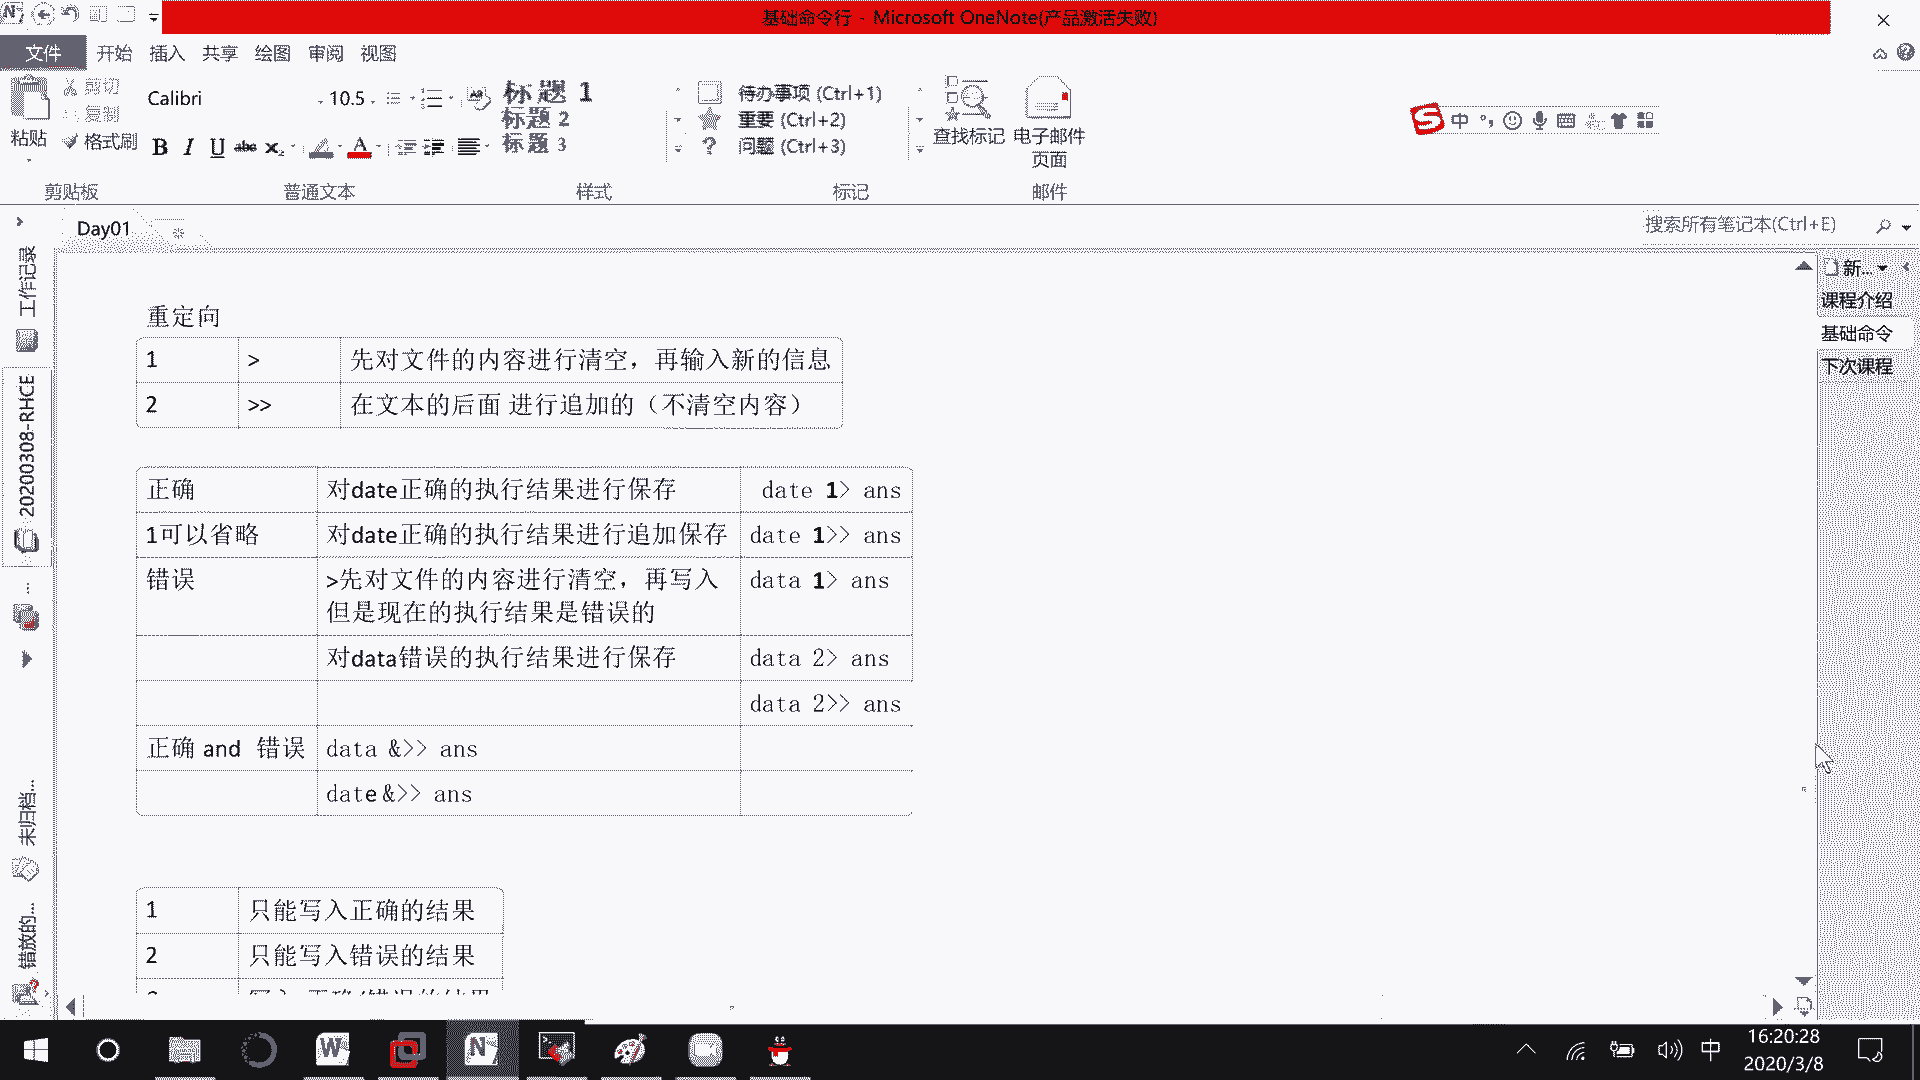 基础命令行 - Microsoft OneNote(产品激活失败)
文件 开始 插入 共享 绘图 审阅 视图
粘贴
剪切
复制
格式刷
Calibri 10.5
B I U abc x₂ A
标题 1
标题 2
标题 3
待办事项 (Ctrl+1)
重要 (Ctrl+2)
问题 (Ctrl+3)
查找标记
电子邮件
页面
中
剪贴板 普通文本 样式 标记 邮件
Day01
搜索所有笔记本(Ctrl+E)
工作记录
20200308-RHCE
...
未归档...
错放的...
新...
课程介绍
基础命令
下次课程
重定向
1 > 先对文件的内容进行清空，再输入新的信息
2 >> 在文本的后面 进行追加的（不清空内容）
正确 对date正确的执行结果进行保存 date 1> ans
1可以省略 对date正确的执行结果进行追加保存 date 1>> ans
错误 >先对文件的内容进行清空，再写入 data 1> ans
但是现在的执行结果是错误的
对data错误的执行结果进行保存 data 2> ans
data 2>> ans
正确 and 错误 data &>> ans
date &>> ans
1 只能写入正确的结果
2 只能写入错误的结果
中
16:20:28
2020/3/8